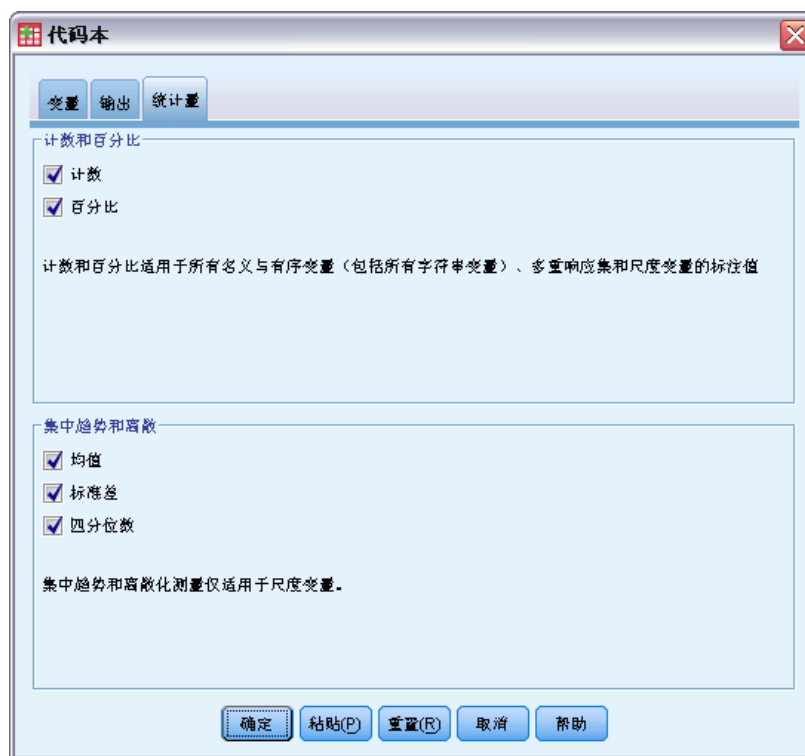 代码本
变量 输出 统计量
计数和百分比
计数
百分比
计数和百分比适用于所有名义与有序变量（包括所有字符串变量）、多重响应集和尺度变量的标注值
集中趋势和离散
均值
标准差
四分位数
集中趋势和离散化测量仅适用于尺度变量。
确定 粘贴(P) 重置(R) 取消 帮助